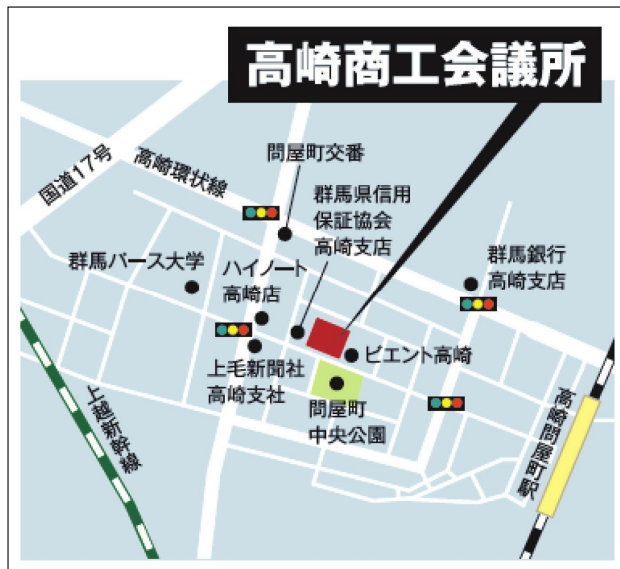 高崎商工会議所
国道17号
高崎環状線
問屋町交番
群馬県信用
保証協会
高崎支店
群馬銀行
高崎支店
群馬パース大学
ハイノート
高崎店
上毛新聞社
高崎支社
ビエント高崎
問屋町
中央公園
上越新幹線
高崎問屋町駅